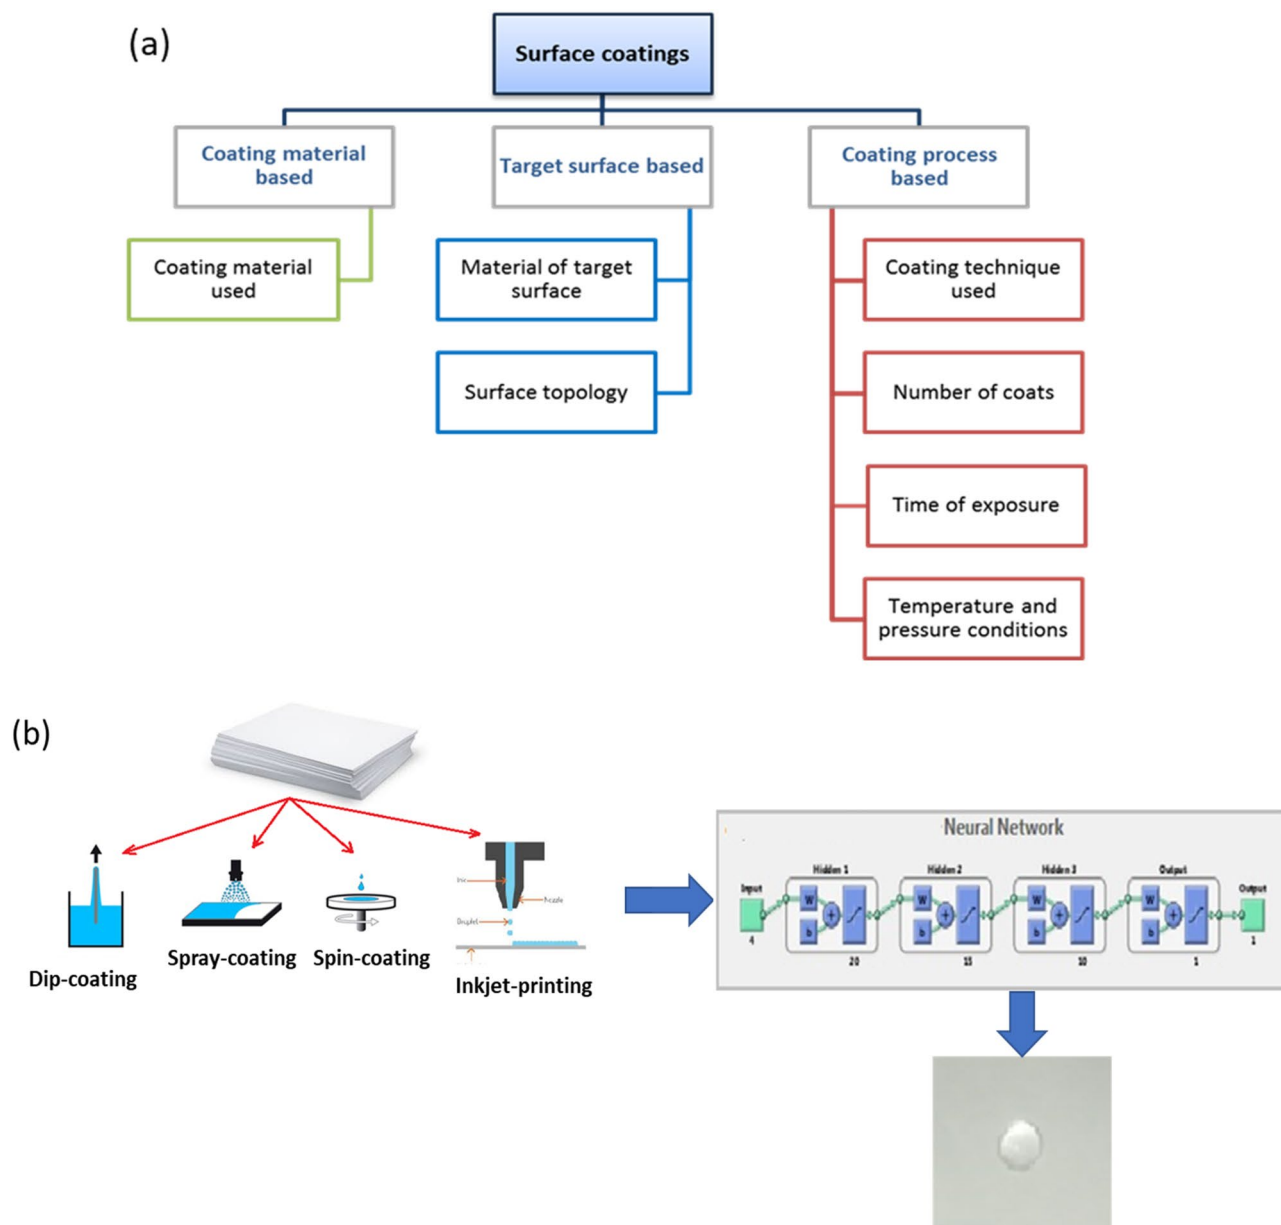 (a)
Surface coatings
Coating material
based
Target surface based
Coating process
based
Coating material
used
Material of target
surface
Coating technique
used
Surface topology
Number of coats
Time of exposure
Temperature and
pressure conditions
(b)
Dip-coating
Spray-coating
Spin-coating
Ink
Nozzle
Droplet
Inkjet-printing
Neural Network
Input
4
Hidden 1
W
b
+
20
Hidden 2
W
b
+
15
Hidden 3
W
b
+
10
Output
W
b
+
1
Output
1